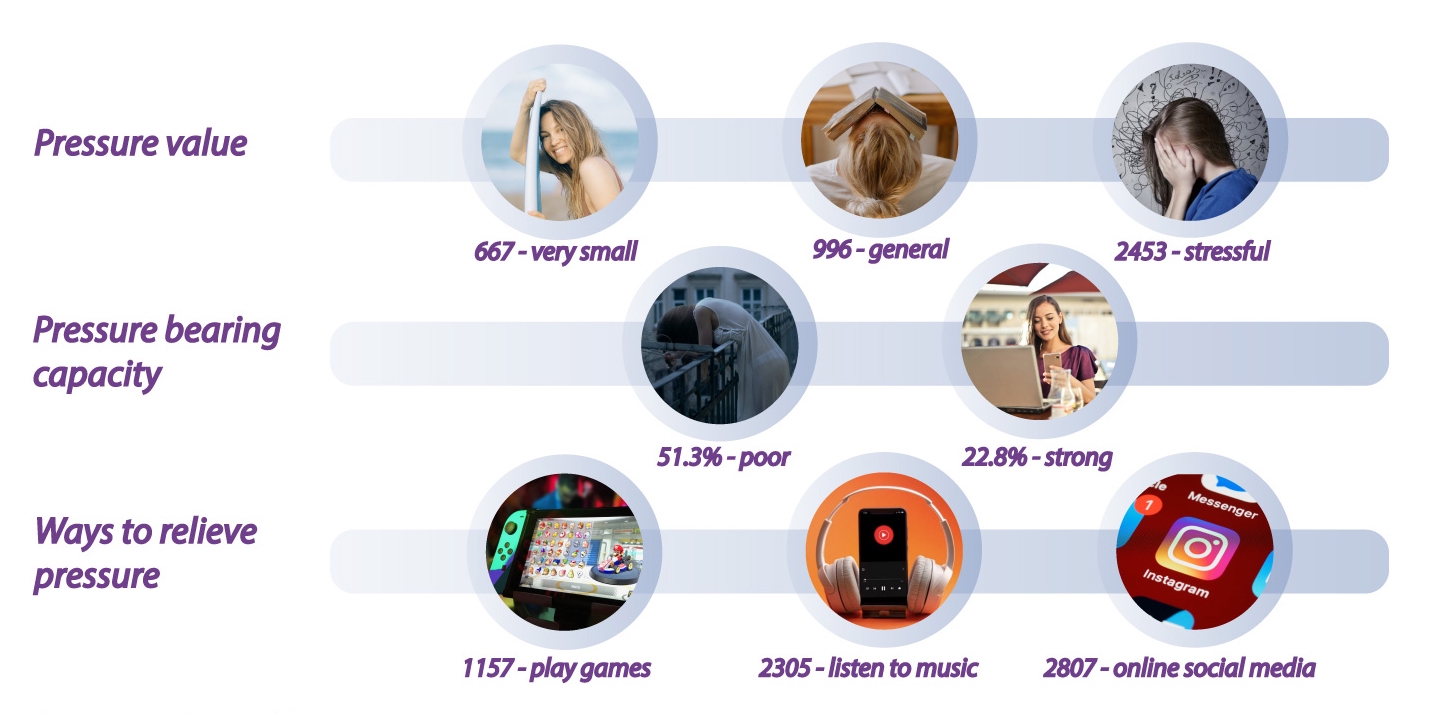 Pressure value
667 - very small
996 - general
2453 - stressful
Pressure bearing
capacity
51.3% - poor
22.8% - strong
Ways to relieve
pressure
Messenger
1
Instagram
1157 - play games
2305 - listen to music
2807 - online social media